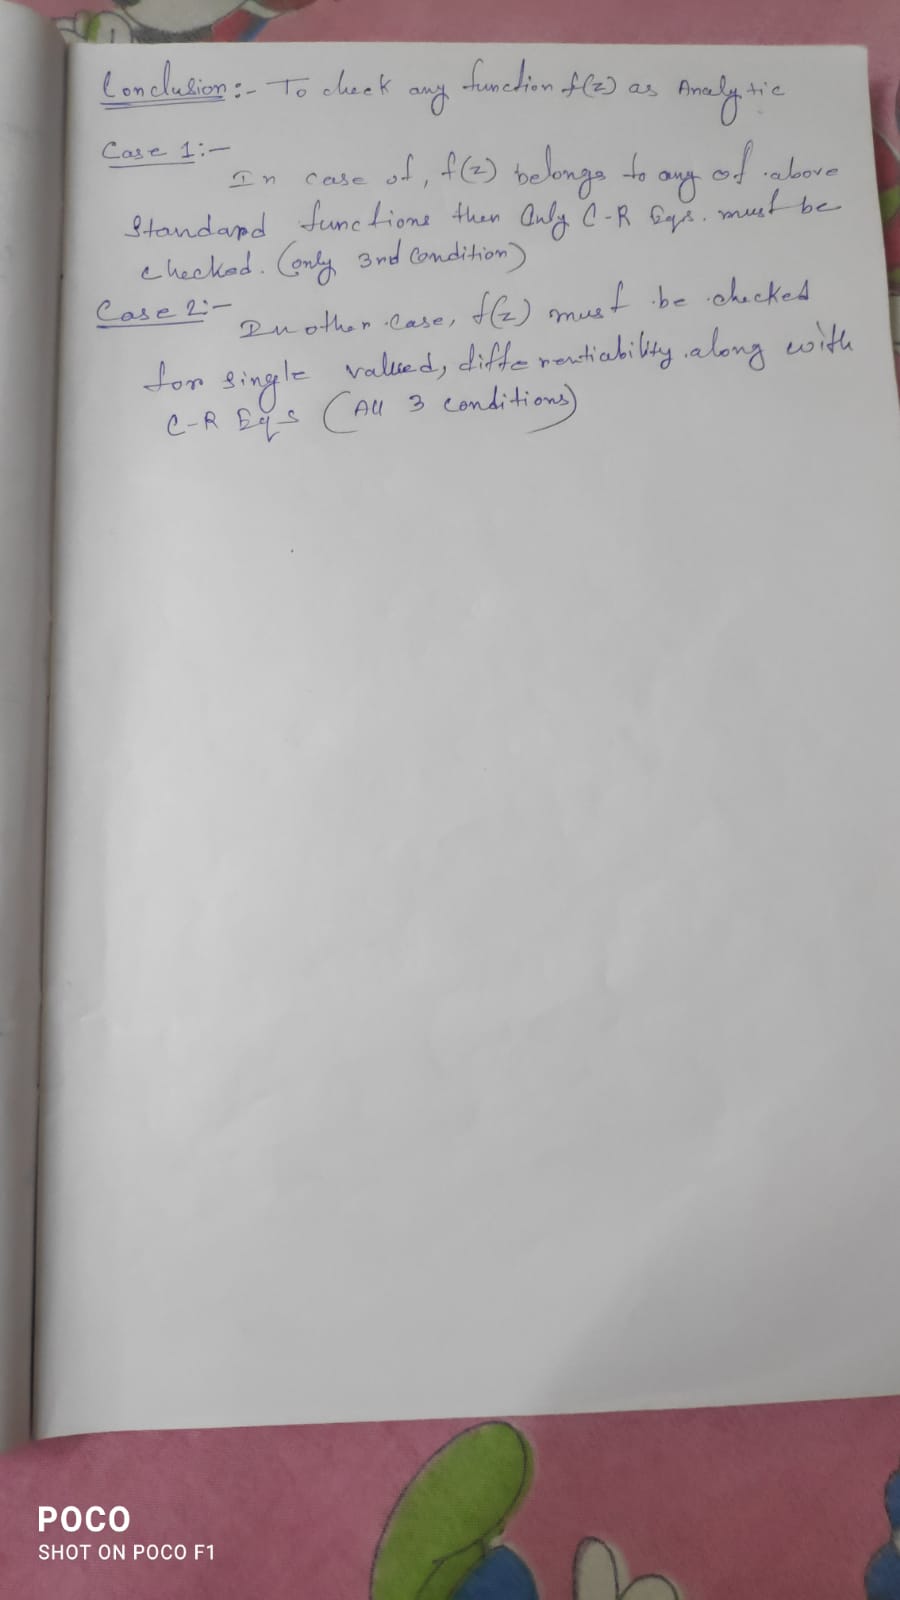 Conclusion:- To check any function f(z) as Analytic
Case 1:-
In case of, f(z) belongs to any of above
Standard functions then Only C-R Eqs. must be
checked. (only 3rd Condition)
Case 2:-
In other case, f(z) must be checked
for single valued, differentiability along with
C-R Eqs (All 3 conditions)
POCO
SHOT ON POCO F1